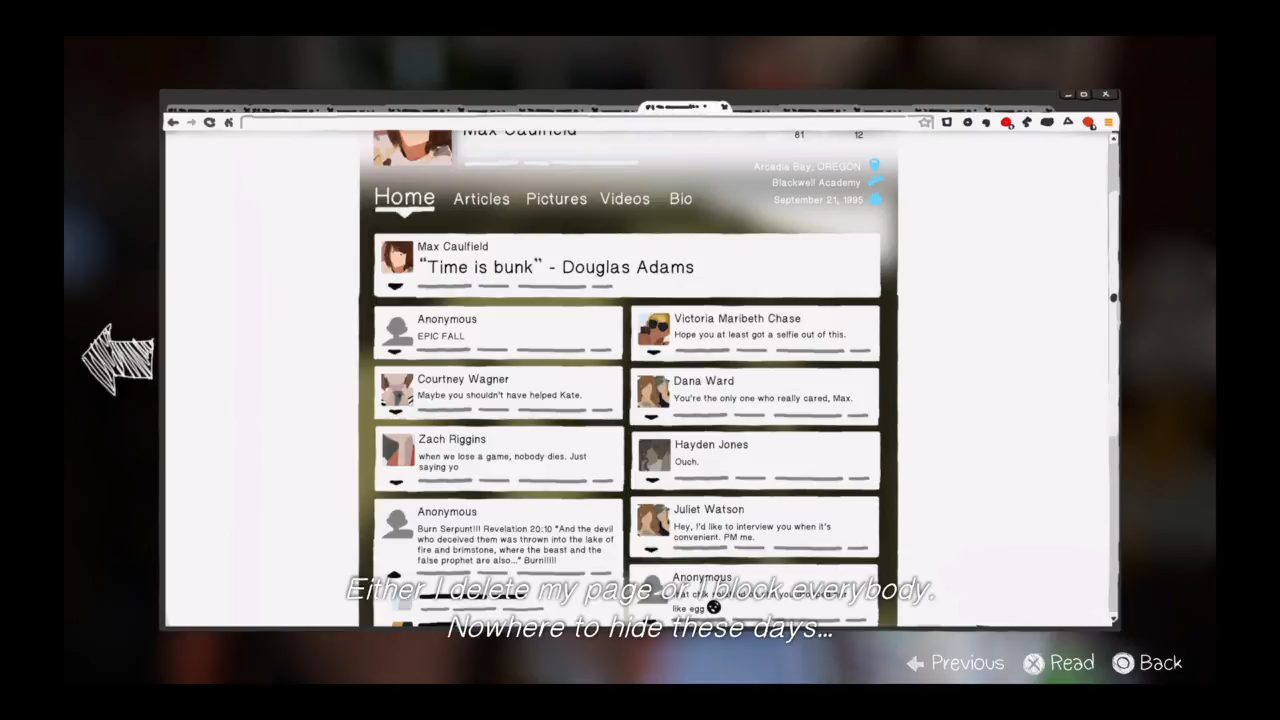 Max Caulfield
81 12
Arcadia Bay, OREGON
Blackwell Academy
September 21, 1995
Home Articles Pictures Videos Bio
Max Caulfield
"Time is bunk" - Douglas Adams
Anonymous
EPIC FALL
Courtney Wagner
Maybe you shouldn't have helped Kate.
Zach Riggins
when we lose a game, nobody dies. Just
saying yo
Anonymous
Burn Serpunt!!! Revelation 20:10 "And the devil
who deceived them was thrown into the lake of
fire and brimstone, where the beast and the
false prophet are also..." Burn!!!!!
Victoria Maribeth Chase
Hope you at least got a selfie out of this.
Dana Ward
You're the only one who really cared, Max.
Hayden Jones
Ouch.
Juliet Watson
Hey, I'd like to interview you when it's
convenient. PM me.
Anonymous
like egg
Either I delete my page or I block everybody.
Nowhere to hide these days...
Previous Read Back